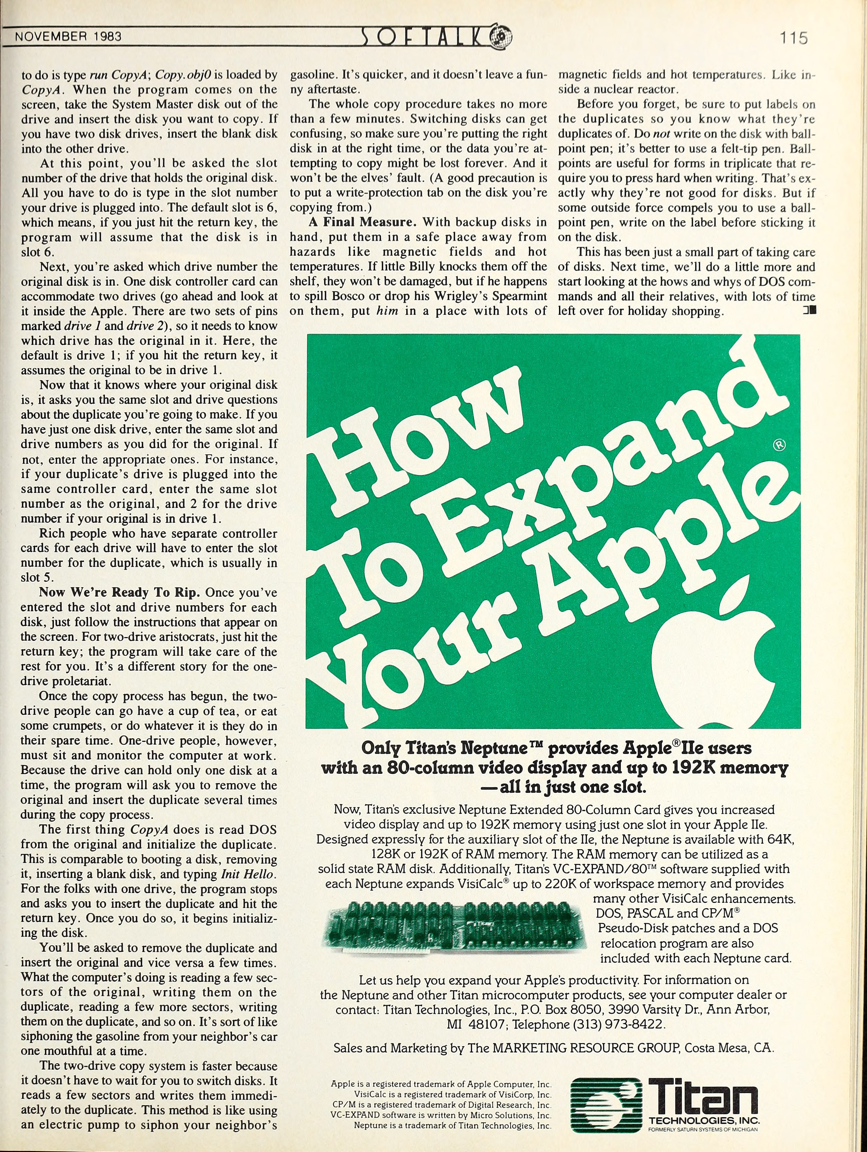 NOVEMBER 1983
SOFTALK
115
to do is type run CopyA; Copy.obj0 is loaded by
CopyA. When the program comes on the
screen, take the System Master disk out of the
drive and insert the disk you want to copy. If
you have two disk drives, insert the blank disk
into the other drive.
At this point, you'll be asked the slot
number of the drive that holds the original disk.
All you have to do is type in the slot number
your drive is plugged into. The default slot is 6,
which means, if you just hit the return key, the
program will assume that the disk is in
slot 6.
Next, you're asked which drive number the
original disk is in. One disk controller card can
accommodate two drives (go ahead and look at
it inside the Apple. There are two sets of pins
marked drive 1 and drive 2), so it needs to know
which drive has the original in it. Here, the
default is drive 1; if you hit the return key, it
assumes the original to be in drive 1.
Now that it knows where your original disk
is, it asks you the same slot and drive questions
about the duplicate you're going to make. If you
have just one disk drive, enter the same slot and
drive numbers as you did for the original. If
not, enter the appropriate ones. For instance,
if your duplicate's drive is plugged into the
same controller card, enter the same slot
number as the original, and 2 for the drive
number if your original is in drive 1.
Rich people who have separate controller
cards for each drive will have to enter the slot
number for the duplicate, which is usually in
slot 5.
Now We're Ready To Rip. Once you've
entered the slot and drive numbers for each
disk, just follow the instructions that appear on
the screen. For two-drive aristocrats, just hit the
return key; the program will take care of the
rest for you. It's a different story for the one-
drive proletariat.
Once the copy process has begun, the two-
drive people can go have a cup of tea, or eat
some crumpets, or do whatever it is they do in
their spare time. One-drive people, however,
must sit and monitor the computer at work.
Because the drive can hold only one disk at a
time, the program will ask you to remove the
original and insert the duplicate several times
during the copy process.
The first thing CopyA does is read DOS
from the original and initialize the duplicate.
This is comparable to booting a disk, removing
it, inserting a blank disk, and typing Init Hello.
For the folks with one drive, the program stops
and asks you to insert the duplicate and hit the
return key. Once you do so, it begins initializ-
ing the disk.
You'll be asked to remove the duplicate and
insert the original and vice versa a few times.
What the computer's doing is reading a few sec-
tors of the original, writing them on the
duplicate, reading a few more sectors, writing
them on the duplicate, and so on. It's sort of like
siphoning the gasoline from your neighbor's car
one mouthful at a time.
The two-drive copy system is faster because
it doesn't have to wait for you to switch disks. It
reads a few sectors and writes them immedi-
ately to the duplicate. This method is like using
an electric pump to siphon your neighbor's
gasoline. It's quicker, and it doesn't leave a fun-
ny aftertaste.
The whole copy procedure takes no more
than a few minutes. Switching disks can get
confusing, so make sure you're putting the right
disk in at the right time, or the data you're at-
tempting to copy might be lost forever. And it
won't be the elves' fault. (A good precaution is
to put a write-protection tab on the disk you're
copying from.)
A Final Measure. With backup disks in
hand, put them in a safe place away from
hazards like magnetic fields and hot
temperatures. If little Billy knocks them off the
shelf, they won't be damaged, but if he happens
to spill Bosco or drop his Wrigley's Spearmint
on them, put him in a place with lots of
magnetic fields and hot temperatures. Like in-
side a nuclear reactor.
Before you forget, be sure to put labels on
the duplicates so you know what they're
duplicates of. Do not write on the disk with ball-
point pen; it's better to use a felt-tip pen. Ball-
points are useful for forms in triplicate that re-
quire you to press hard when writing. That's ex-
actly why they're not good for disks. But if
some outside force compels you to use a ball-
point pen, write on the label before sticking it
on the disk.
This has been just a small part of taking care
of disks. Next time, we'll do a little more and
start looking at the hows and whys of DOS com-
mands and all their relatives, with lots of time
left over for holiday shopping.
How
To Expand
Your Apple®
Only Titan's Neptune™ provides Apple®IIe users
with an 80-column video display and up to 192K memory
—all in just one slot.
Now, Titan's exclusive Neptune Extended 80-Column Card gives you increased
video display and up to 192K memory using just one slot in your Apple IIe.
Designed expressly for the auxiliary slot of the IIe, the Neptune is available with 64K,
128K or 192K of RAM memory. The RAM memory can be utilized as a
solid state RAM disk. Additionally, Titan's VC-EXPAND/80™ software supplied with
each Neptune expands VisiCalc® up to 220K of workspace memory and provides
many other VisiCalc enhancements.
DOS, PASCAL and CP/M®
Pseudo-Disk patches and a DOS
relocation program are also
included with each Neptune card.
Let us help you expand your Apple's productivity. For information on
the Neptune and other Titan microcomputer products, see your computer dealer or
contact: Titan Technologies, Inc., P.O. Box 8050, 3990 Varsity Dr., Ann Arbor,
MI 48107; Telephone (313) 973-8422.
Sales and Marketing by The MARKETING RESOURCE GROUP, Costa Mesa, CA.
Apple is a registered trademark of Apple Computer, Inc.
VisiCalc is a registered trademark of VisiCorp, Inc.
CP/M is a registered trademark of Digital Research, Inc.
VC-EXPAND software is written by Micro Solutions, Inc.
Neptune is a trademark of Titan Technologies, Inc.
Titan
TECHNOLOGIES, INC.
FORMERLY SATURN SYSTEMS OF MICHIGAN